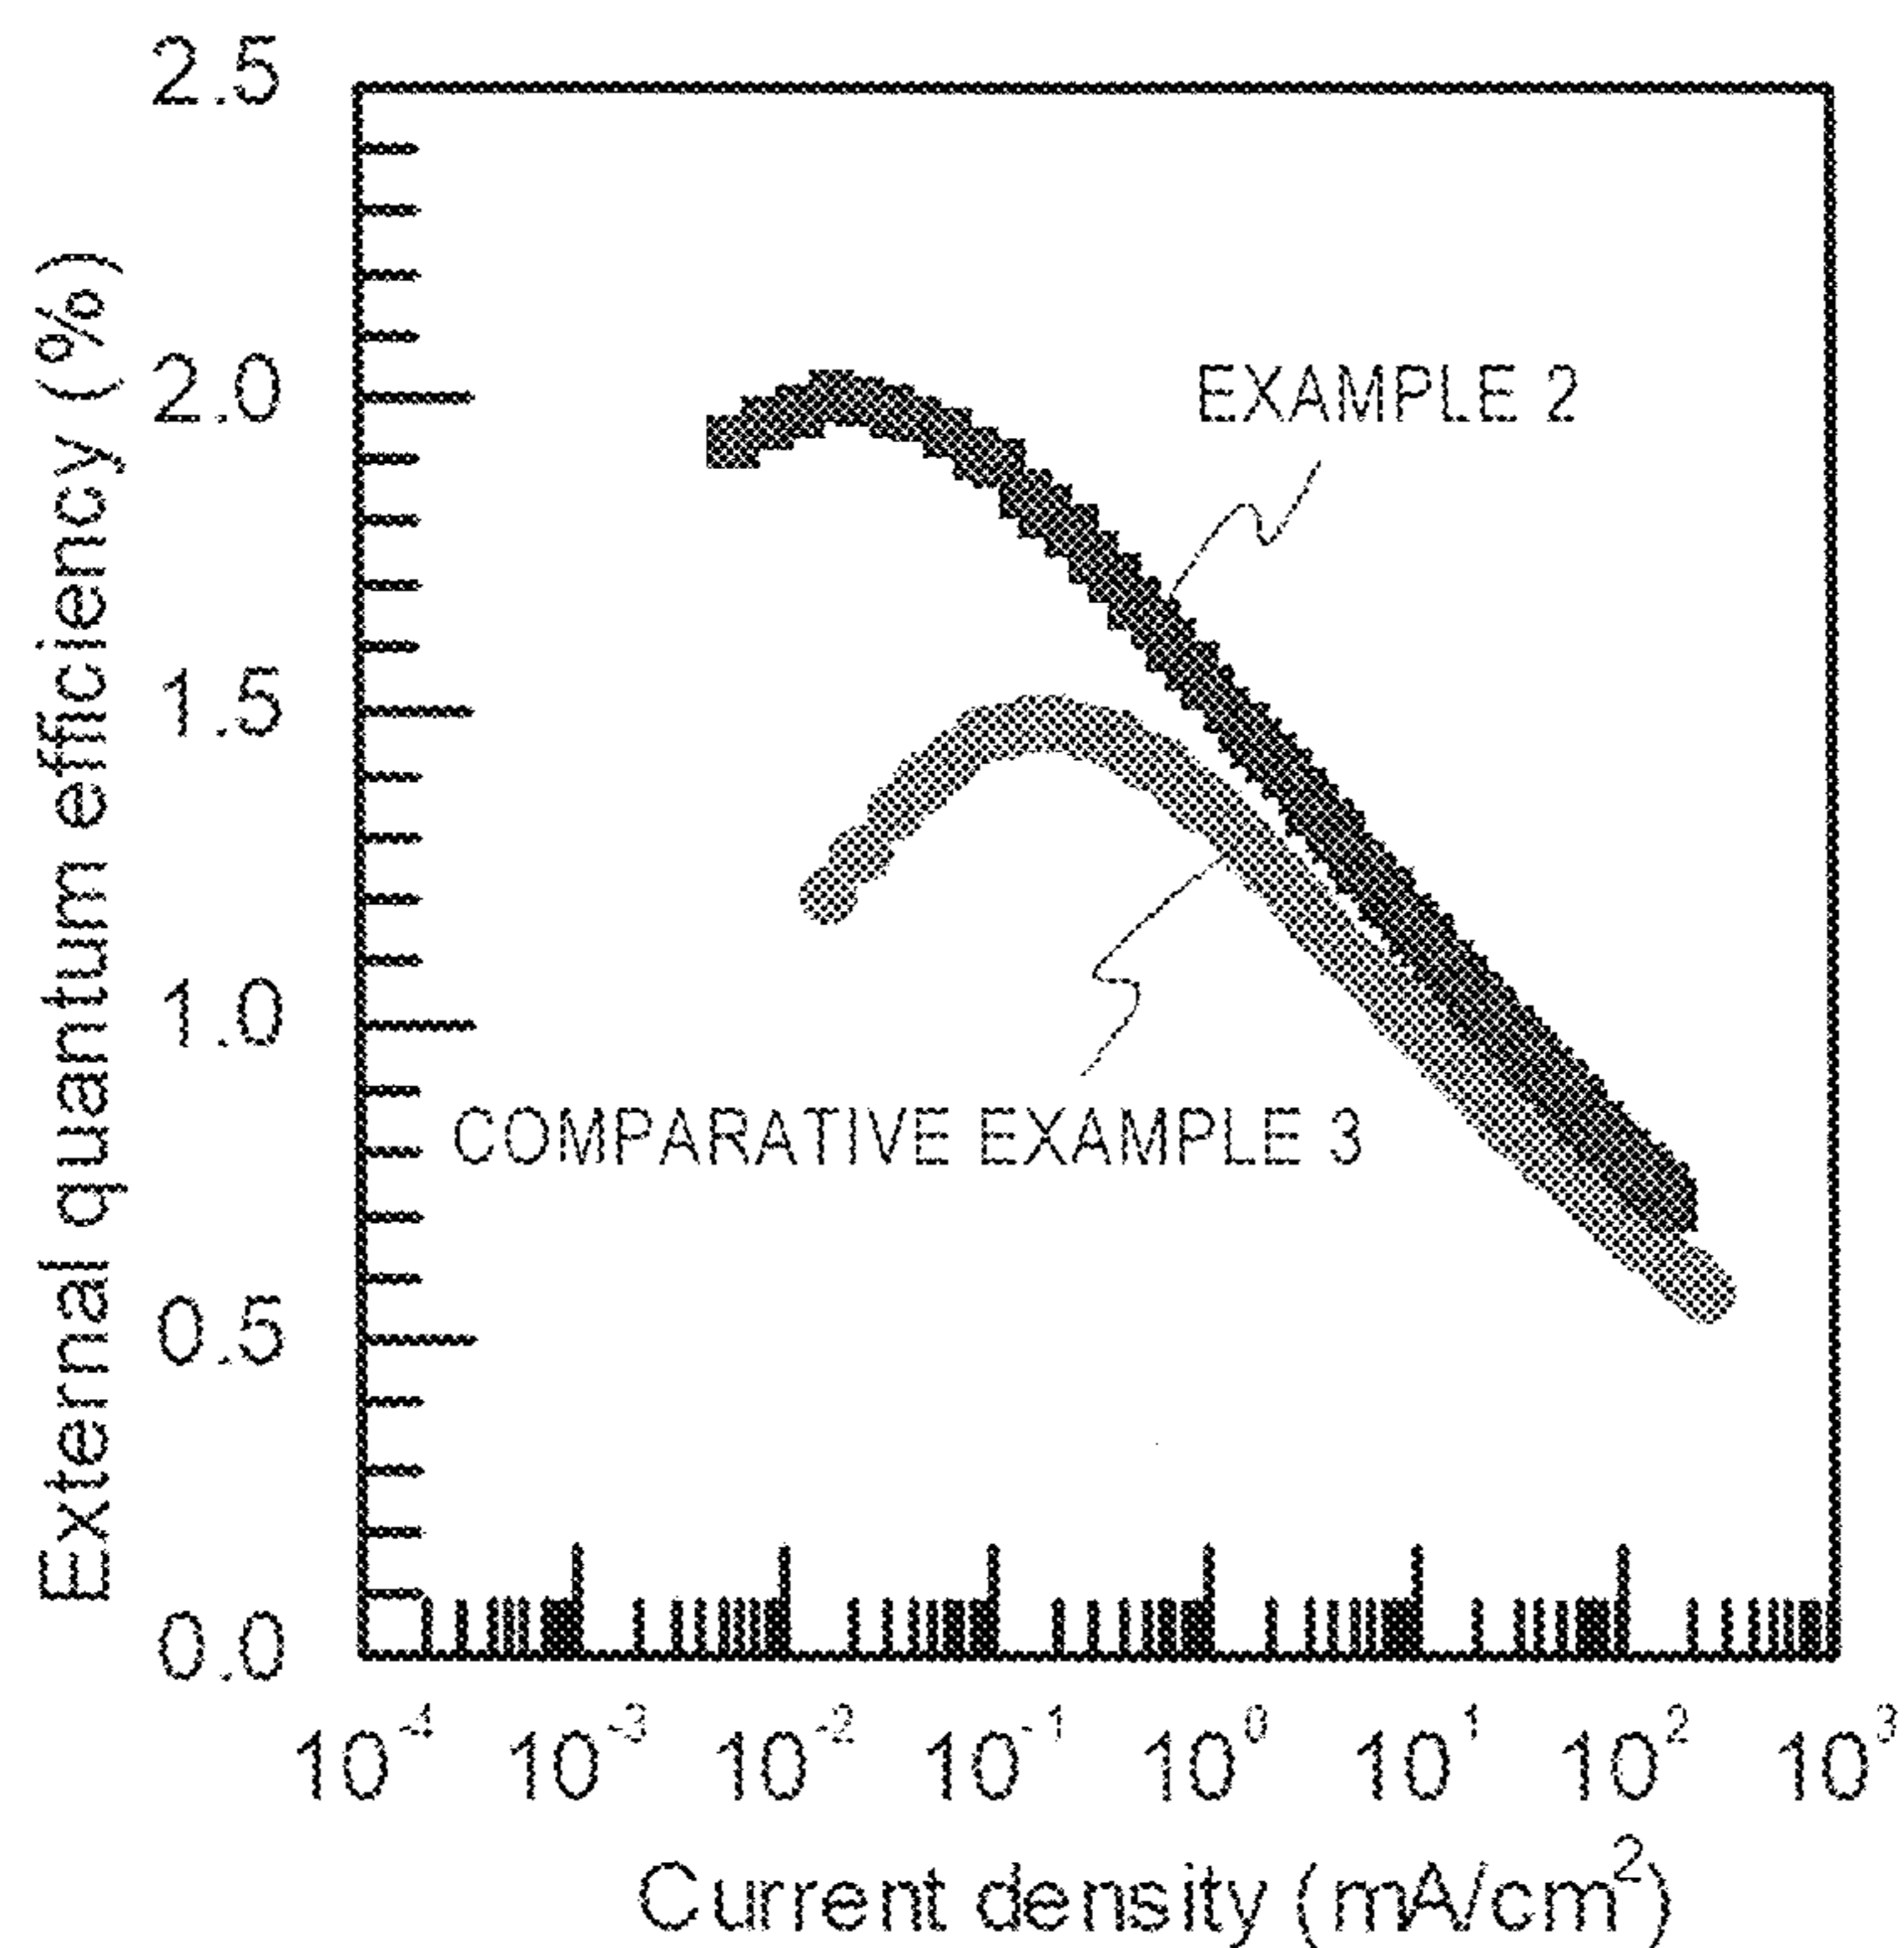 2.5
2.0
1.5
1.0
0.5
0.0
External quantum efficiency (%)
EXAMPLE 2
COMPARATIVE EXAMPLE 3
10⁻⁴ 10⁻³ 10⁻² 10⁻¹ 10⁰ 10¹ 10² 10³
Current density (mA/cm²)